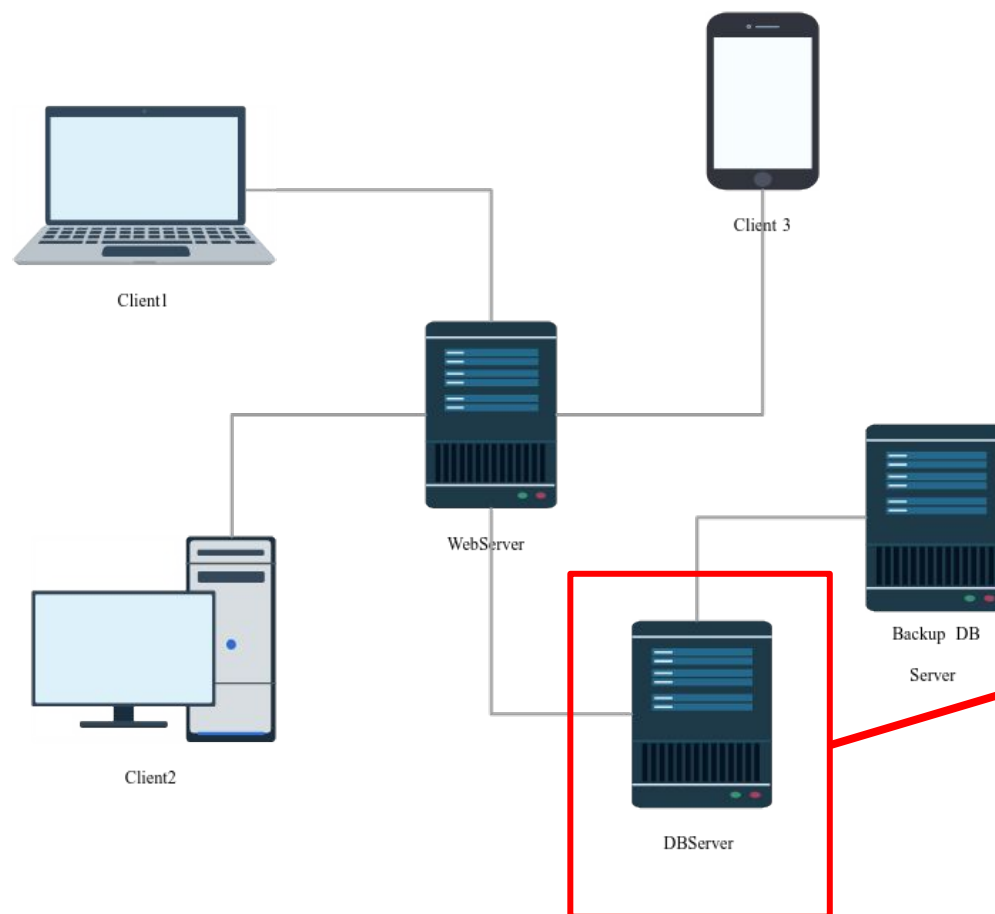 Client 3
Client1
WebServer
Backup DB
Server
Client2
DBServer